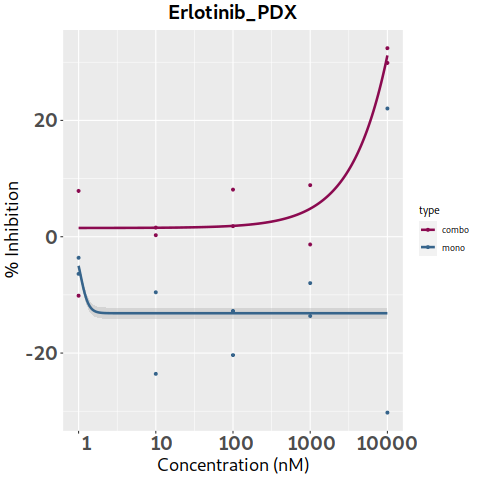 Erlotinib_PDX
% Inhibition
20
0
-20
1 10 100 1000 10000
Concentration (nM)
type
combo
mono